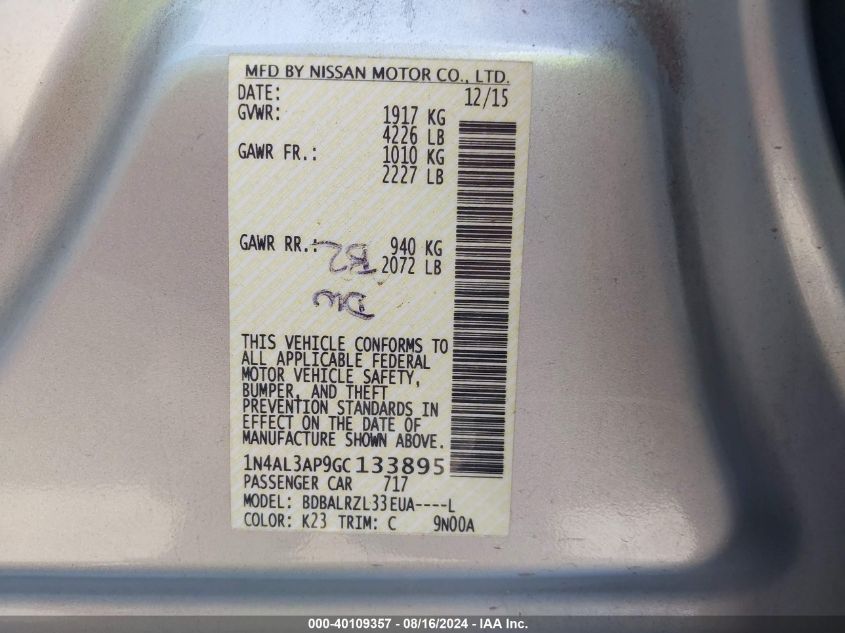 MFD BY NISSAN MOTOR CO., LTD.
DATE: 12/15
GVWR: 1917 KG
4226 LB
GAWR FR.: 1010 KG
2227 LB
GAWR RR.: 940 KG
2072 LB
THIS VEHICLE CONFORMS TO
ALL APPLICABLE FEDERAL
MOTOR VEHICLE SAFETY,
BUMPER, AND THEFT
PREVENTION STANDARDS IN
EFFECT ON THE DATE OF
MANUFACTURE SHOWN ABOVE.
1N4AL3AP9GC133895
PASSENGER CAR 717
MODEL: BDBALRZL33EUA----L
COLOR: K23 TRIM: C 9N00A
000-40109357 - 08/16/2024 - IAA Inc.